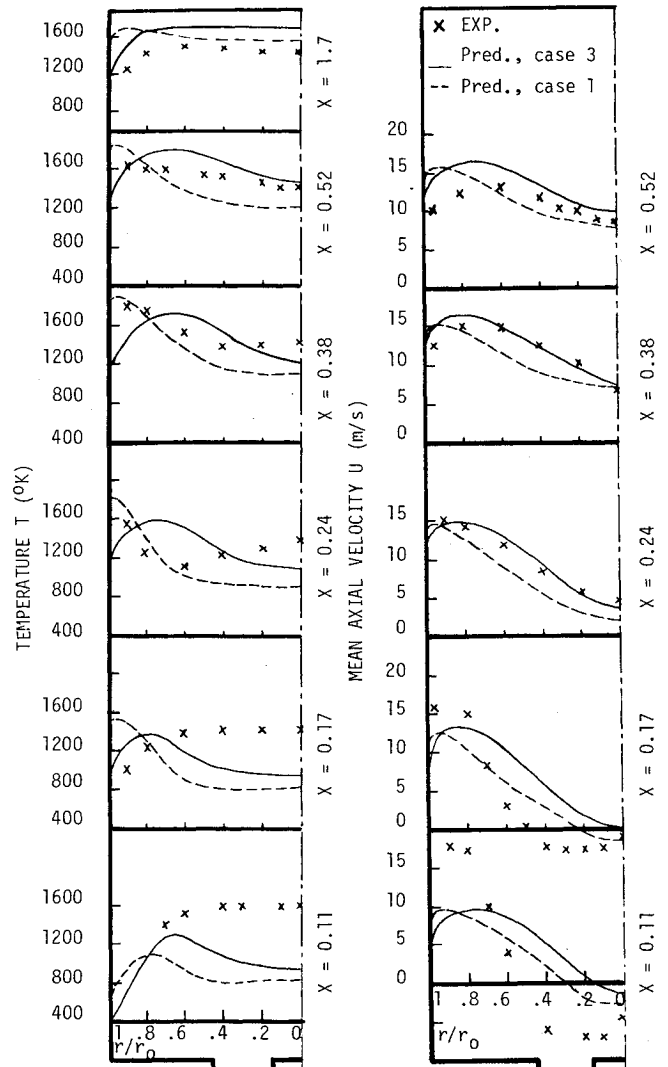 × EXP.
Pred., case 3
Pred., case 1
TEMPERATURE T (ºK)
1600
1200
800
X = 1.7
1600
1200
800
400
X = 0.52
1600
1200
400
X = 0.38
1600
1200
800
400
X = 0.24
1600
1200
800
400
X = 0.17
1600
1200
800
400
X = 0.11
1 .8 .6 .4 .2 0
r/ro
MEAN AXIAL VELOCITY U (m/s)
20
15
10
5
0
X = 0.52
15
10
5
0
X = 0.38
15
10
5
0
X = 0.24
20
15
10
5
0
X = 0.17
15
10
5
0
X = 0.11
1 .8 .6 .4 .2 0
r/ro